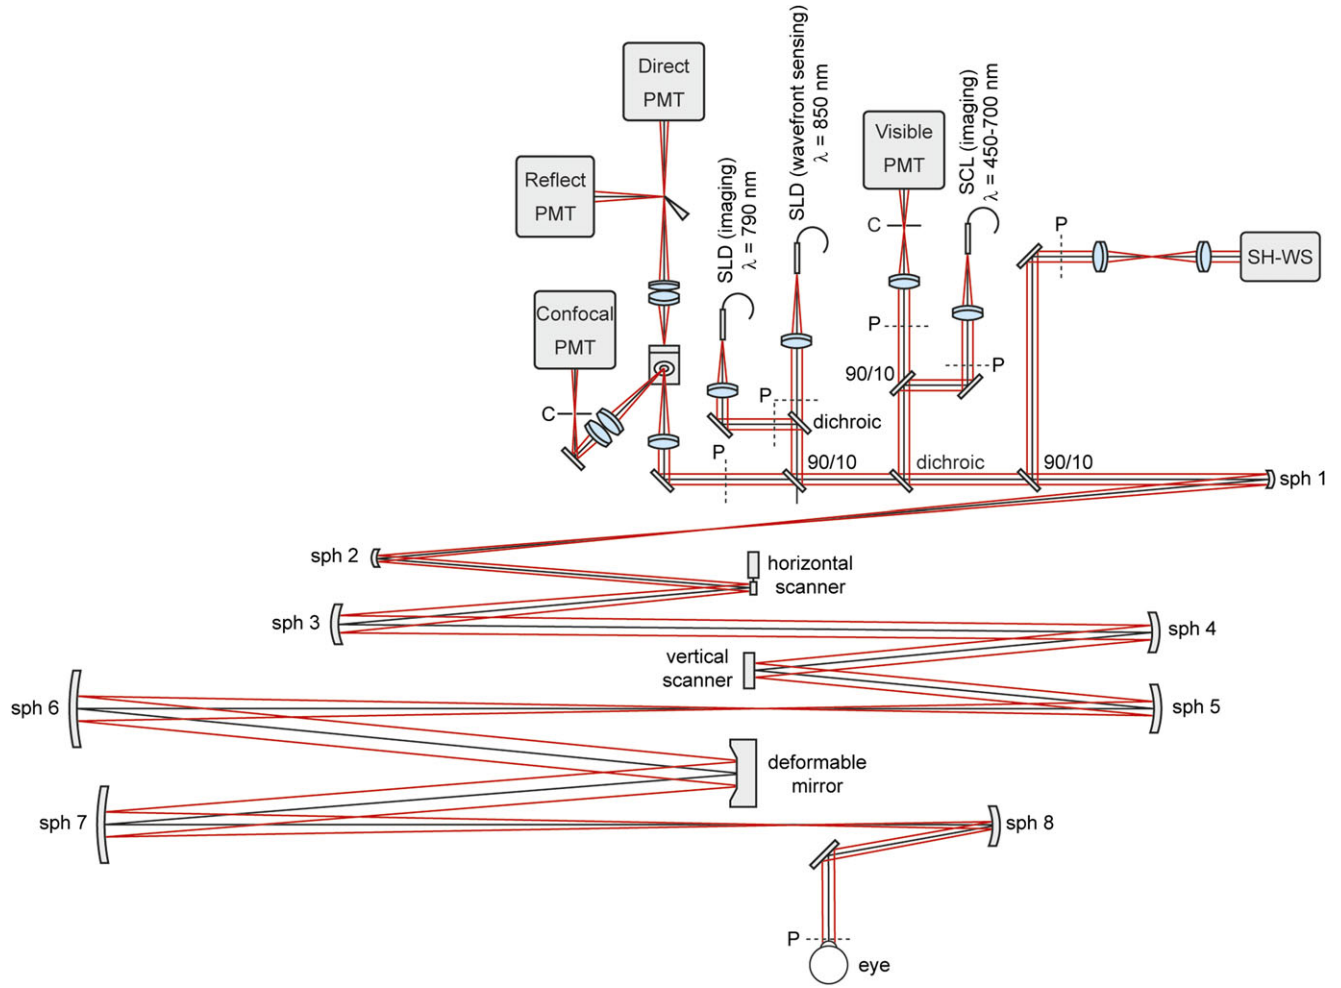 Direct
PMT
Reflect
PMT
Confocal
PMT
C
SLD (imaging)
λ = 790 nm
SLD (wavefront sensing)
λ = 850 nm
Visible
PMT
C
SCL (imaging)
λ = 450-700 nm
P
SH-WS
P
P
90/10
P
dichroic
P
90/10
dichroic
90/10
sph 1
sph 2
horizontal
scanner
sph 3
sph 4
vertical
scanner
sph 5
sph 6
deformable
mirror
sph 7
sph 8
P
eye